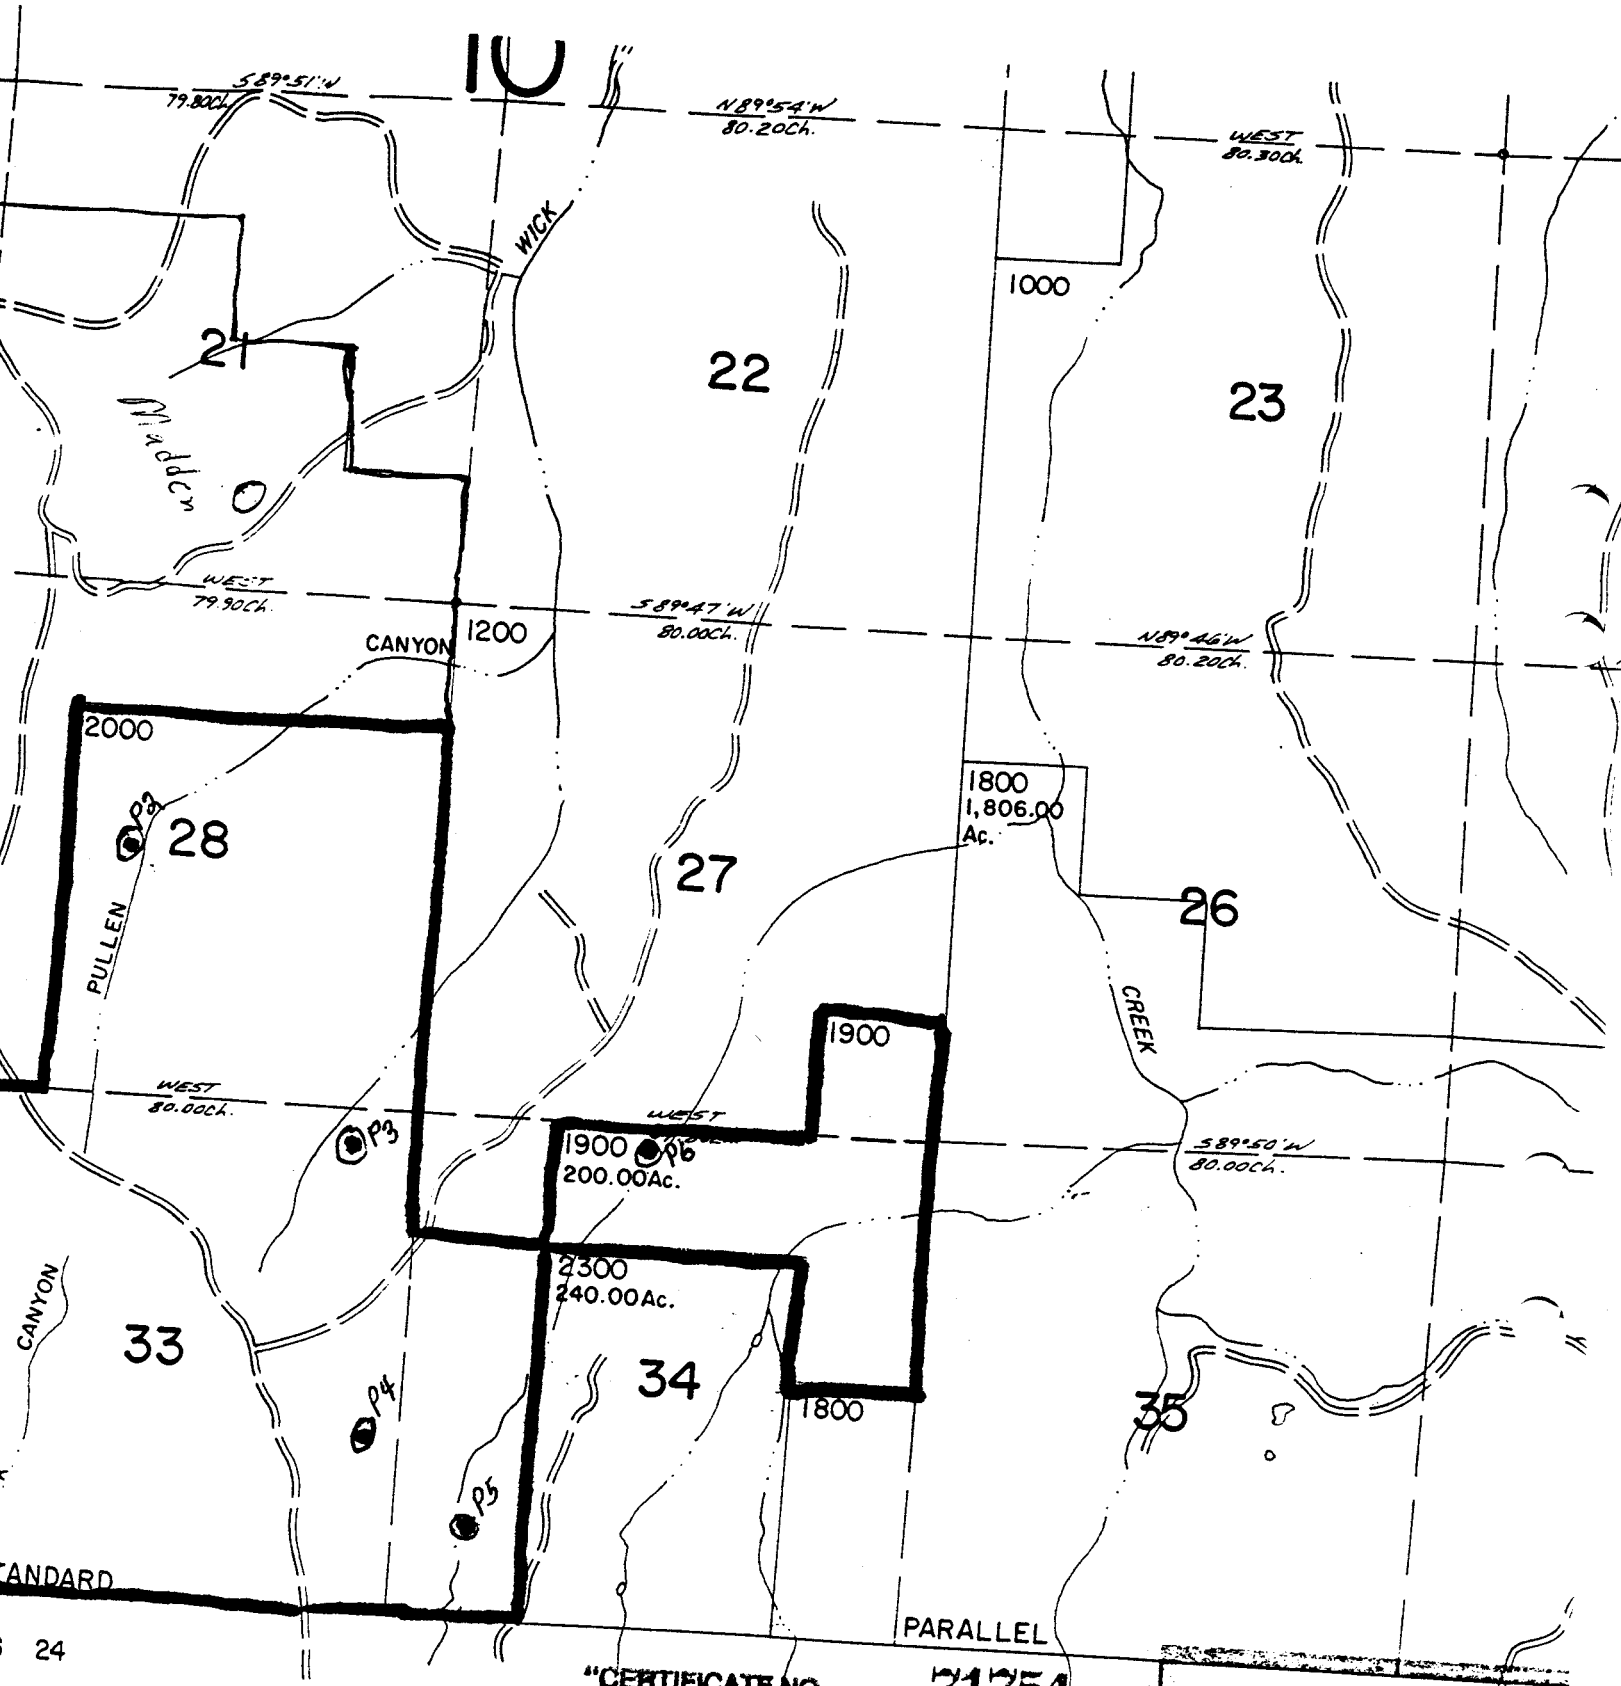 10
S89°51'W
79.80Ch.
N89°54'W
80.20Ch.
WEST
80.30Ch.
WICK
1000
21
22
23
Madden
WEST
79.90Ch.
S89°47'W
80.00Ch.
N89°46'W
80.20Ch.
1200
CANYON
2000
P2
28
PULLEN
1800
1,806.00
Ac.
27
26
CREEK
1900
WEST
80.00Ch.
WEST
P3
1900
200.00Ac.
P6
S89°50'W
80.00Ch.
2300
240.00Ac.
CANYON
33
34
1800
35
P4
P5
TANDARD
PARALLEL
24
"CERTIFICATE NO.